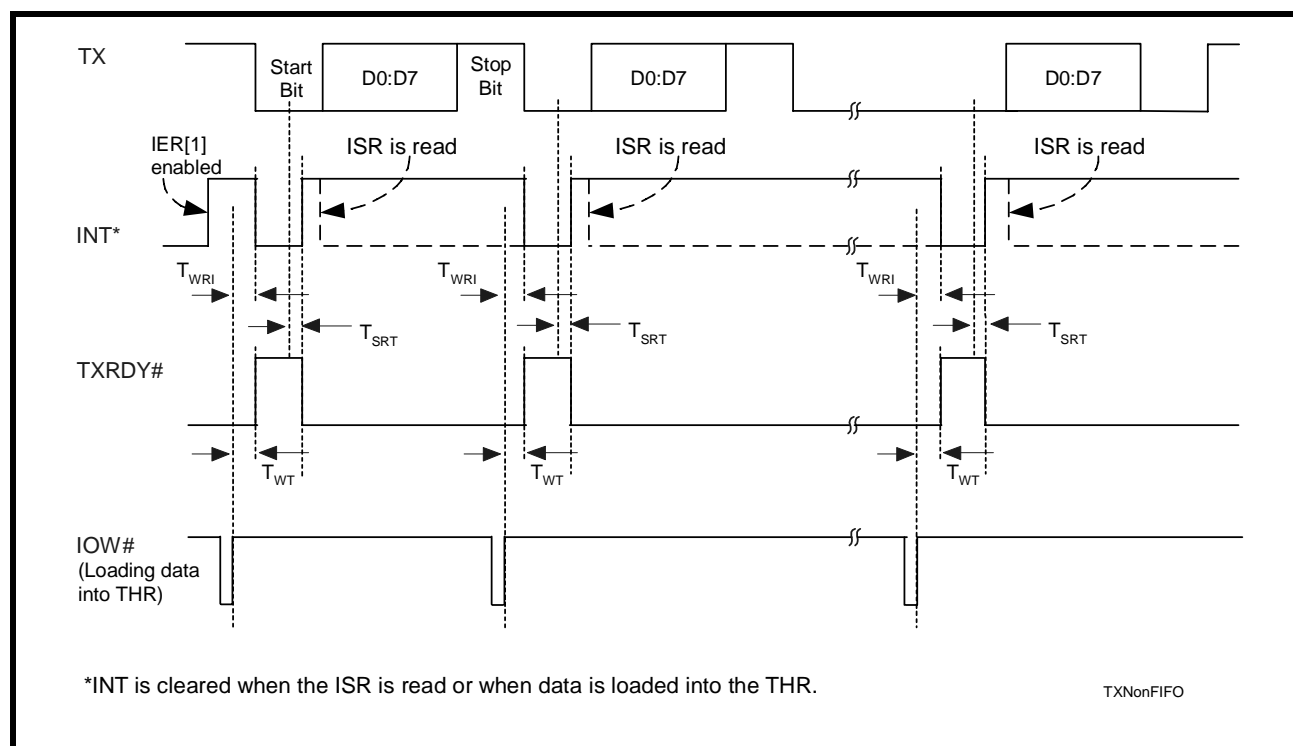 TX
Start
Bit
D0:D7
Stop
Bit
D0:D7
D0:D7
IER[1]
enabled
ISR is read
ISR is read
ISR is read
INT*
TWRI
TWRI
TWRI
TSRT
TSRT
TSRT
TXRDY#
TWT
TWT
TWT
IOW#
(Loading data
into THR)
*INT is cleared when the ISR is read or when data is loaded into the THR.
TXNonFIFO